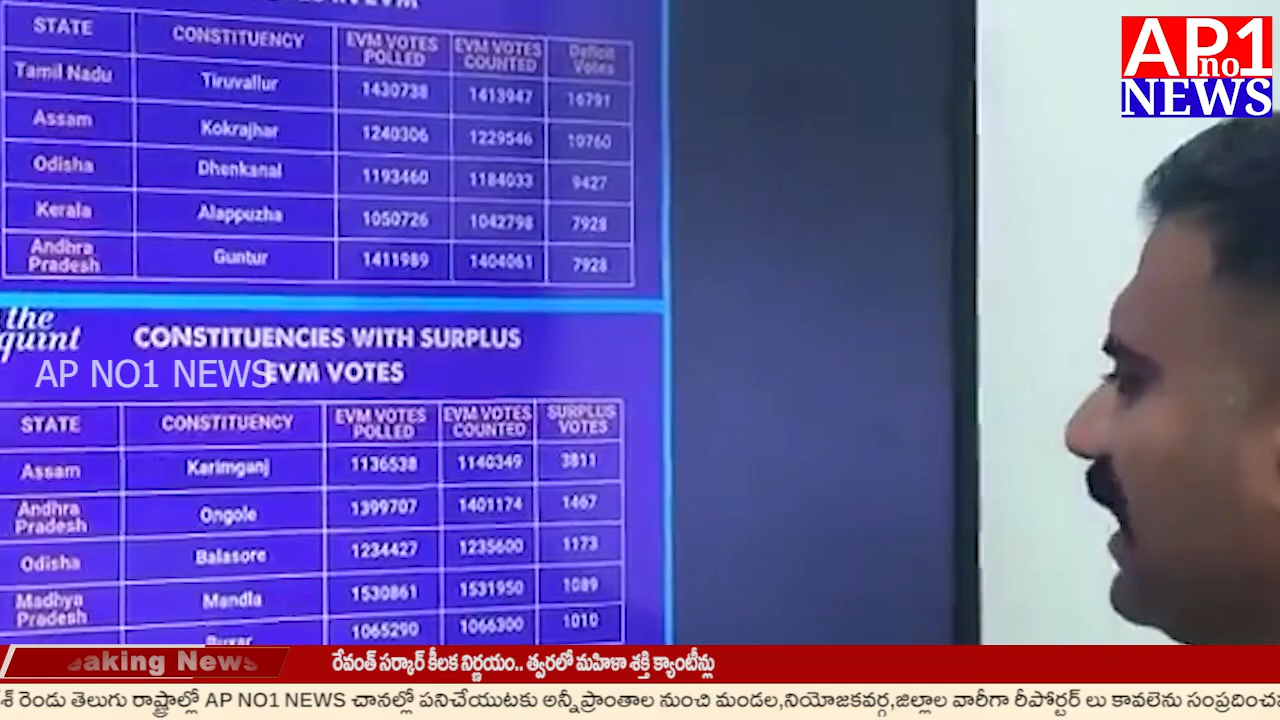 STATE CONSTITUENCY EVM VOTES POLLED EVM VOTES COUNTED Deficit Votes
Tamil Nadu Tiruvallur 1430738 1413947 16791
Assam Kokrajhar 1240306 1229546 10760
Odisha Dhenkanal 1193460 1184033 9427
Kerala Alappuzha 1050726 1042798 7928
Andhra Pradesh Guntur 1411989 1404061 7928
the quint
CONSTITUENCIES WITH SURPLUS
EVM VOTES
AP NO1 NEWS
STATE CONSTITUENCY EVM VOTES POLLED EVM VOTES COUNTED SURPLUS VOTES
Assam Karimganj 1136538 1140349 3811
Andhra Pradesh Ongole 1399707 1401174 1467
Odisha Balasore 1234427 1235600 1173
Madhya Pradesh Mandla 1530861 1531950 1089
Buxar 1065290 1066300 1010
AP no 1
NEWS
eaking News
రేవంత్ సర్కార్ కీలక నిర్ణయం.. త్వరలో మహిళా శక్తి క్యాంటీన్లు
రెండు తెలుగు రాష్ట్రాల్లో AP NO1 NEWS చానల్లో పనిచేయుటకు అన్ని ప్రాంతాల నుంచి మండల,నియోజకవర్గ,జిల్లాల వారీగా రిపోర్టర్ లు కావలెను